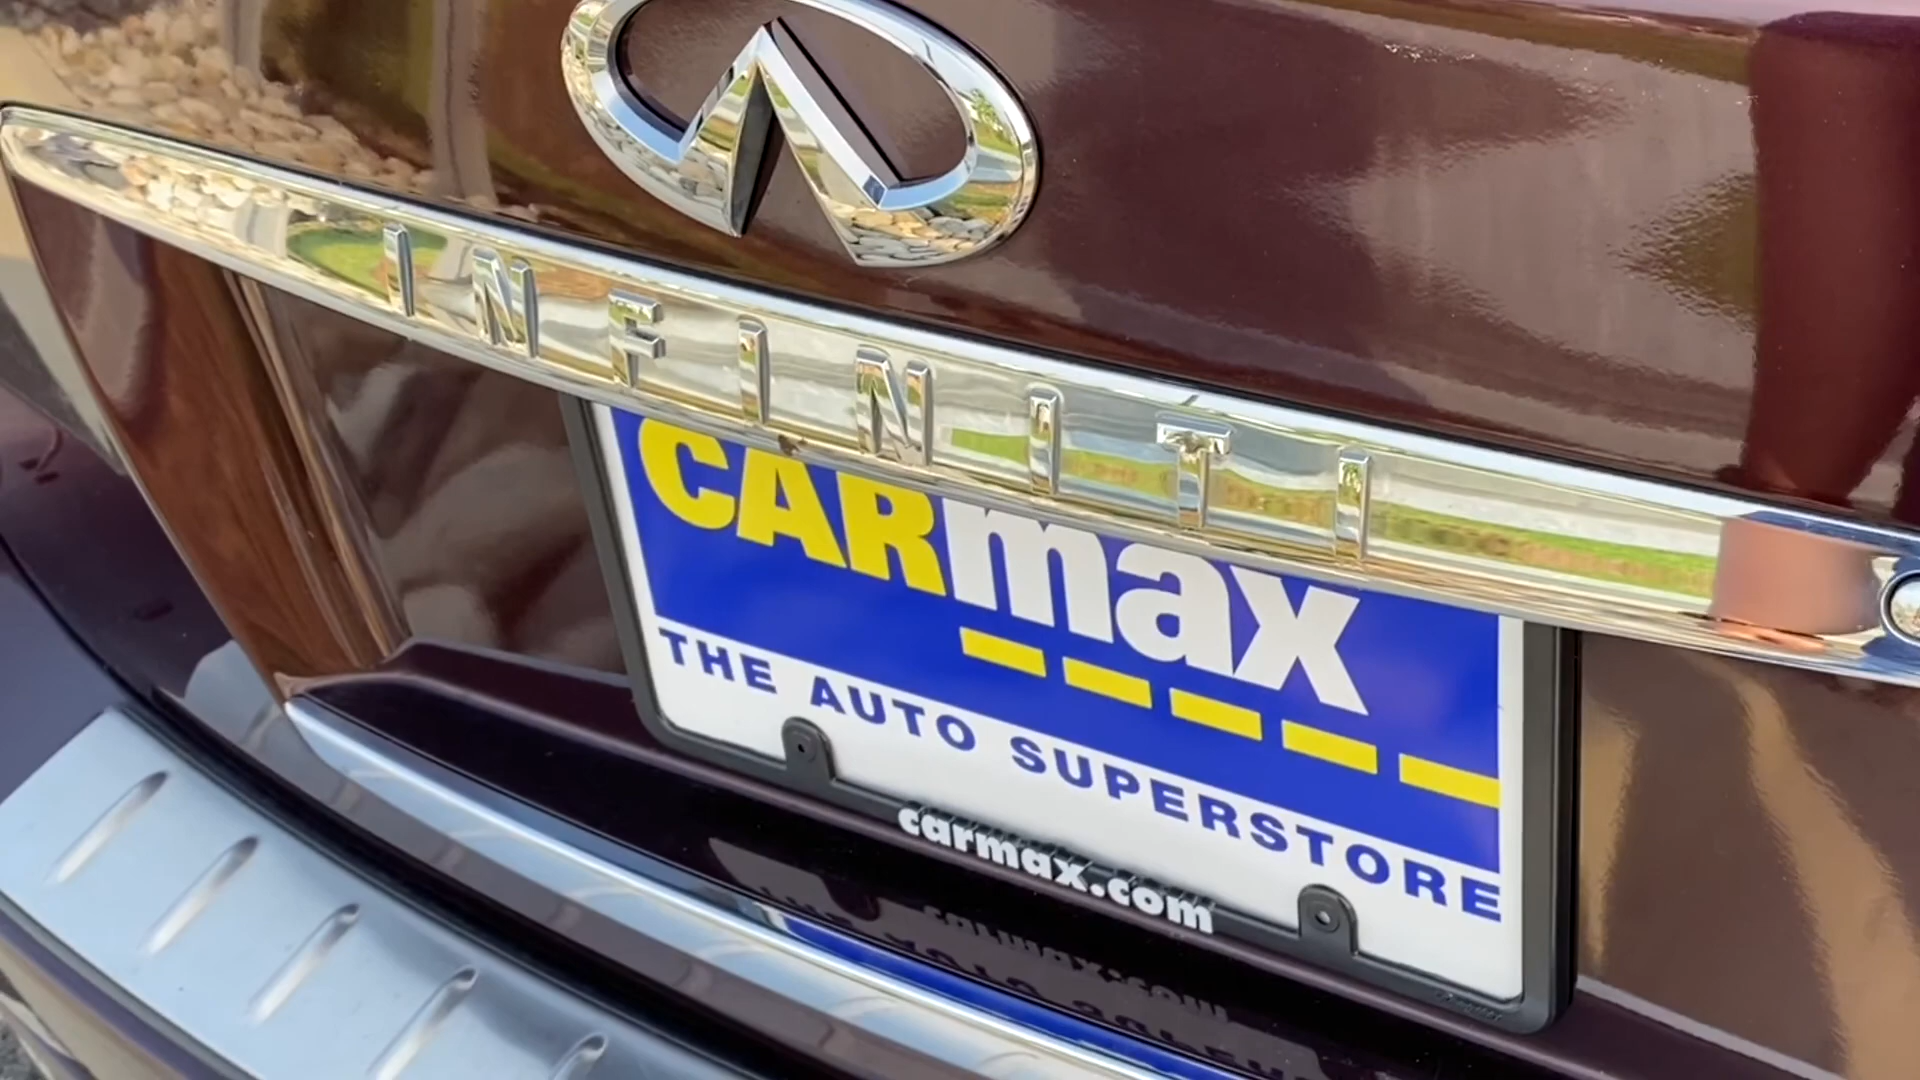 INFINITI
CARmax
THE AUTO SUPERSTORE
carmax.com